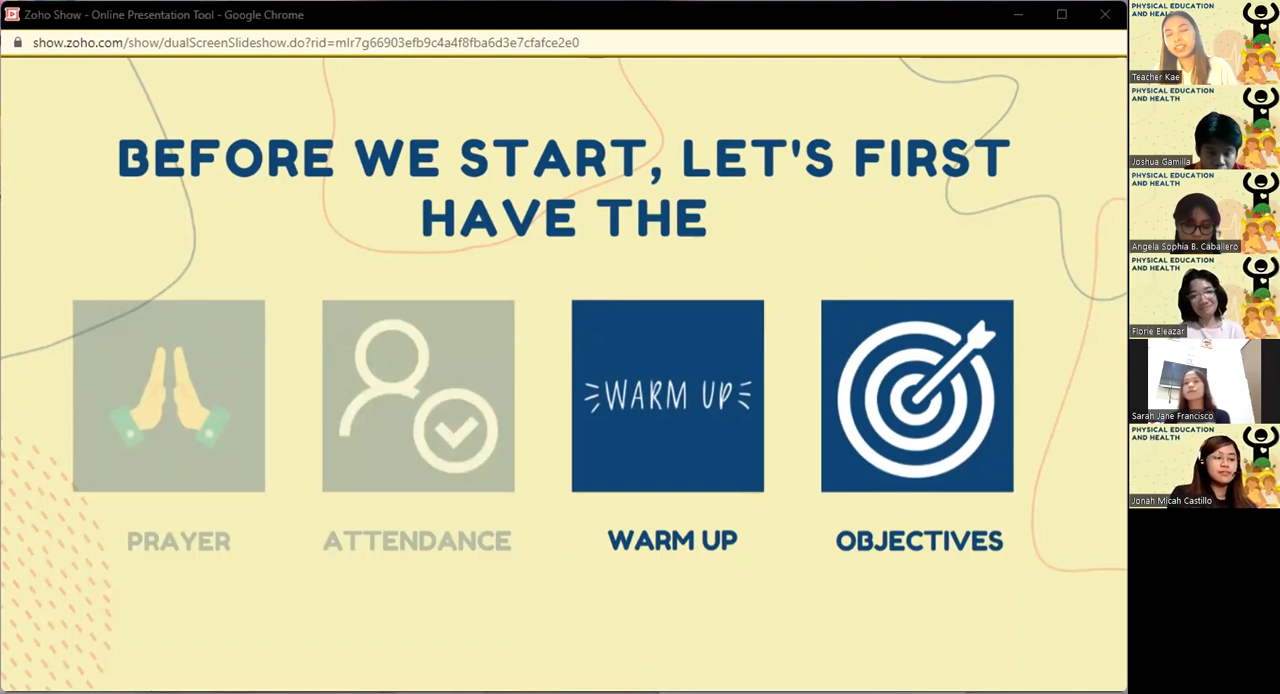 Zoho Show - Online Presentation Tool - Google Chrome
show.zoho.com/show/dualScreenSlideshow.do?rid=mlr7g66903efb9c4a4f8fba6d3e7cfafce2e0
BEFORE WE START, LET'S FIRST
HAVE THE
WARM UP
PRAYER
ATTENDANCE
WARM UP
OBJECTIVES
PHYSICAL EDUCATION
AND HEALTH
Teacher Kae
PHYSICAL EDUCATION
AND HEALTH
Joshua Gamilla
PHYSICAL EDUCATION
AND HEALTH
Angela Sophia B. Caballero
PHYSICAL EDUCATION
AND HEALTH
Florie Eleazar
Sarah Jane Francisco
PHYSICAL EDUCATION
AND HEALTH
Jonah Micah Castillo